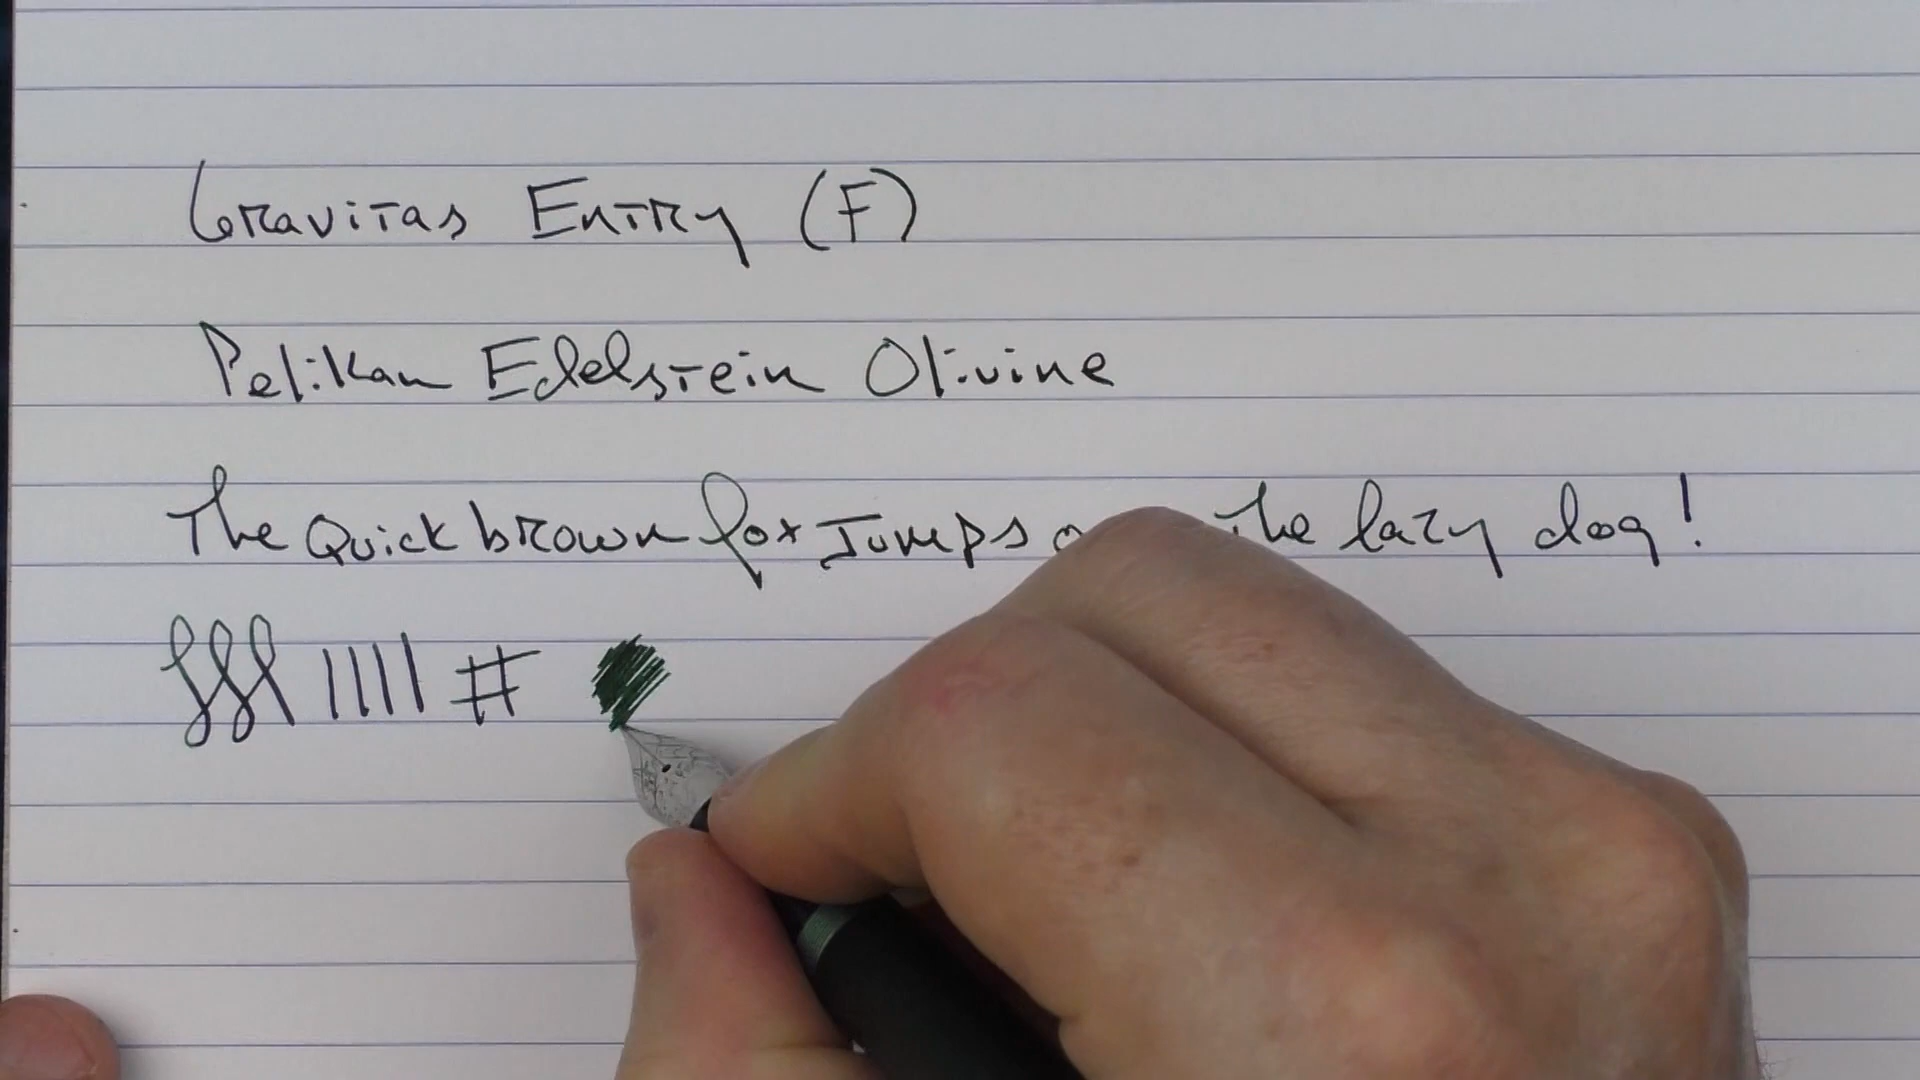 Gravitas Entry (F)
Pelikan Edelstein Olivine
The Quick brown fox Jumps the lazy dog!
#